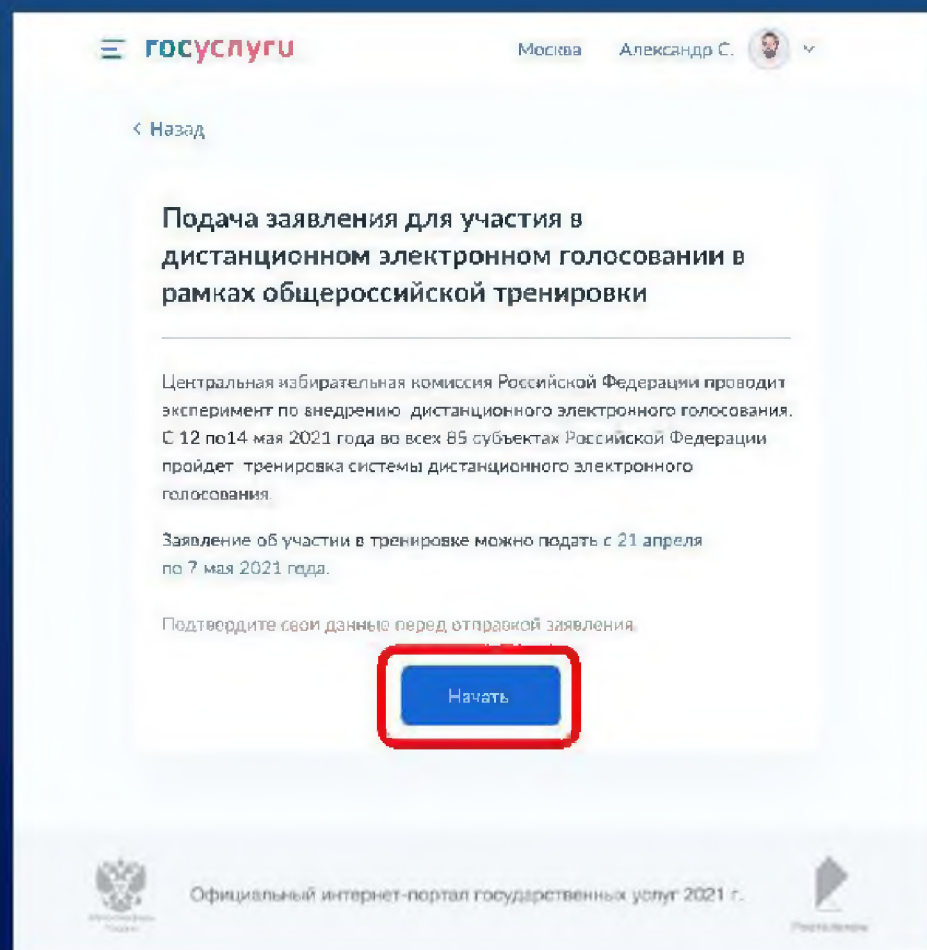 госуслуги Москва Александр С.
< Назад
Подача заявления для участия в
дистанционном электронном голосовании в
рамках общероссийской тренировки
Центральная избирательная комиссия Российской Федерации проводит
эксперимент по внедрению дистанционного электронного голосования.
С 12 по14 мая 2021 года во всех 85 субъектах Российской Федерации
пройдет тренировка системы дистанционного электронного
голосования.
Заявление об участии в тренировке можно подать с 21 апреля
по 7 мая 2021 года.
Подтвердите свои данные перед отправкой заявления.
Начать
Официальный интернет-портал государственных услуг 2021 г.